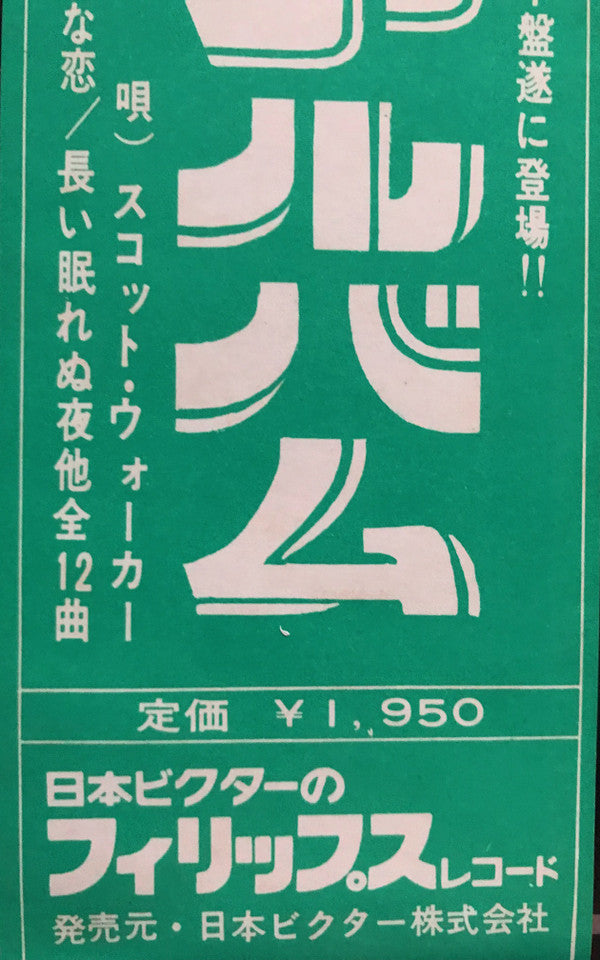 盤遂に登場!!
アルバム
唄) スコット・ウォーカー
な恋/長い眠れぬ夜他全12曲
定価 ¥1,950
日本ビクターの
フィリップスレコード
発売元・日本ビクター株式会社